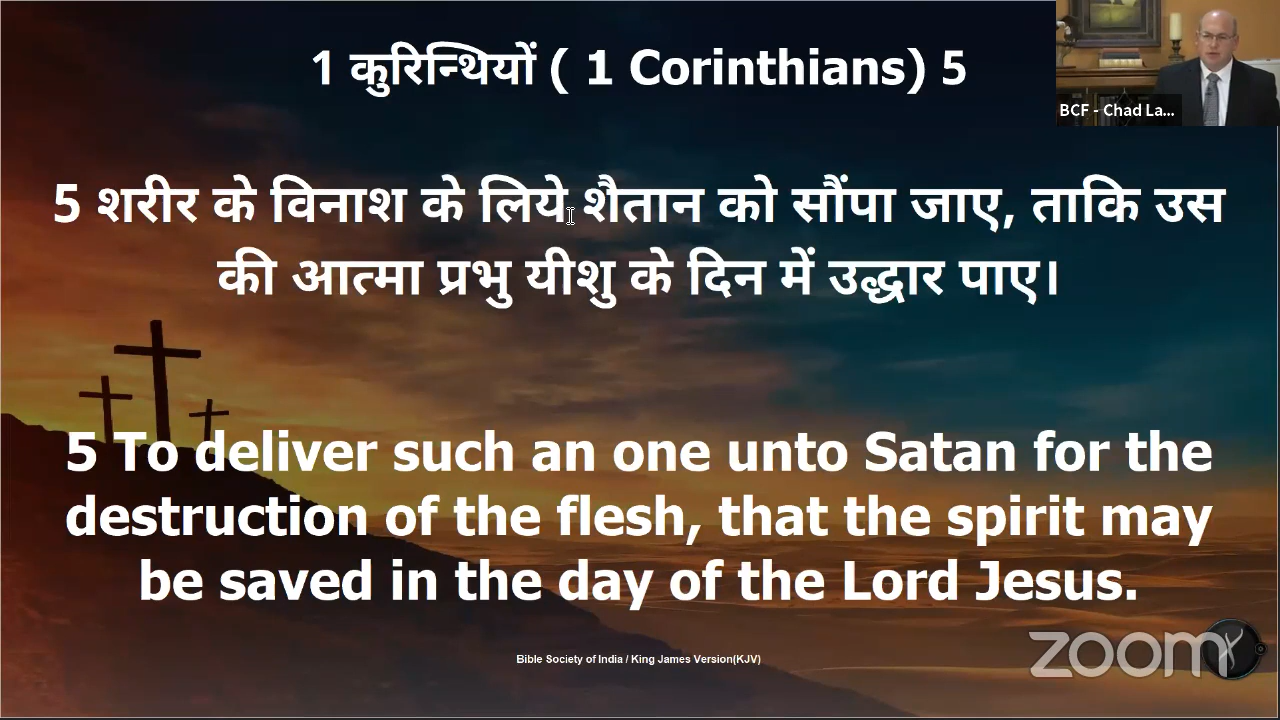 1 कुरिन्थियों ( 1 Corinthians) 5
BCF - Chad La...
5 शरीर के विनाश के लिये शैतान को सौंपा जाए, ताकि उस
की आत्मा प्रभु यीशु के दिन में उद्धार पाए।
5 To deliver such an one unto Satan for the
destruction of the flesh, that the spirit may
be saved in the day of the Lord Jesus.
Bible Society of India / King James Version(KJV)
zoom